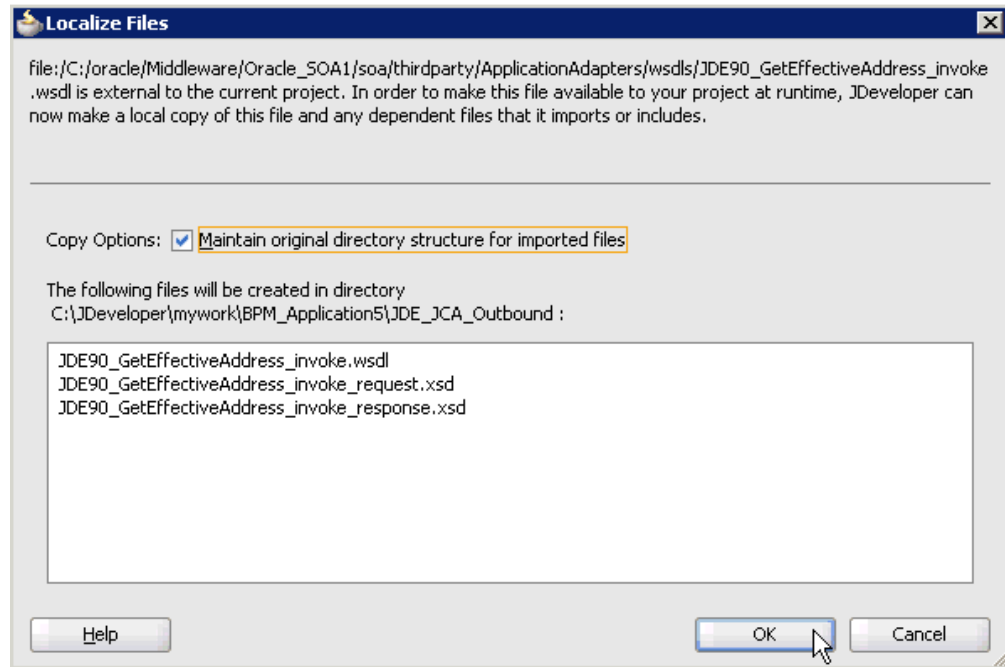 Localize Files
file:/C:/oracle/Middleware/Oracle_SOA1/soa/thirdparty/ApplicationAdapters/wsdls/JDE90_GetEffectiveAddress_invoke
.wsdl is external to the current project. In order to make this file available to your project at runtime, JDeveloper can
now make a local copy of this file and any dependent files that it imports or includes.
Copy Options: Maintain original directory structure for imported files
The following files will be created in directory
C:\JDeveloper\mywork\BPM_Application5\JDE_JCA_Outbound :
JDE90_GetEffectiveAddress_invoke.wsdl
JDE90_GetEffectiveAddress_invoke_request.xsd
JDE90_GetEffectiveAddress_invoke_response.xsd
Help OK Cancel